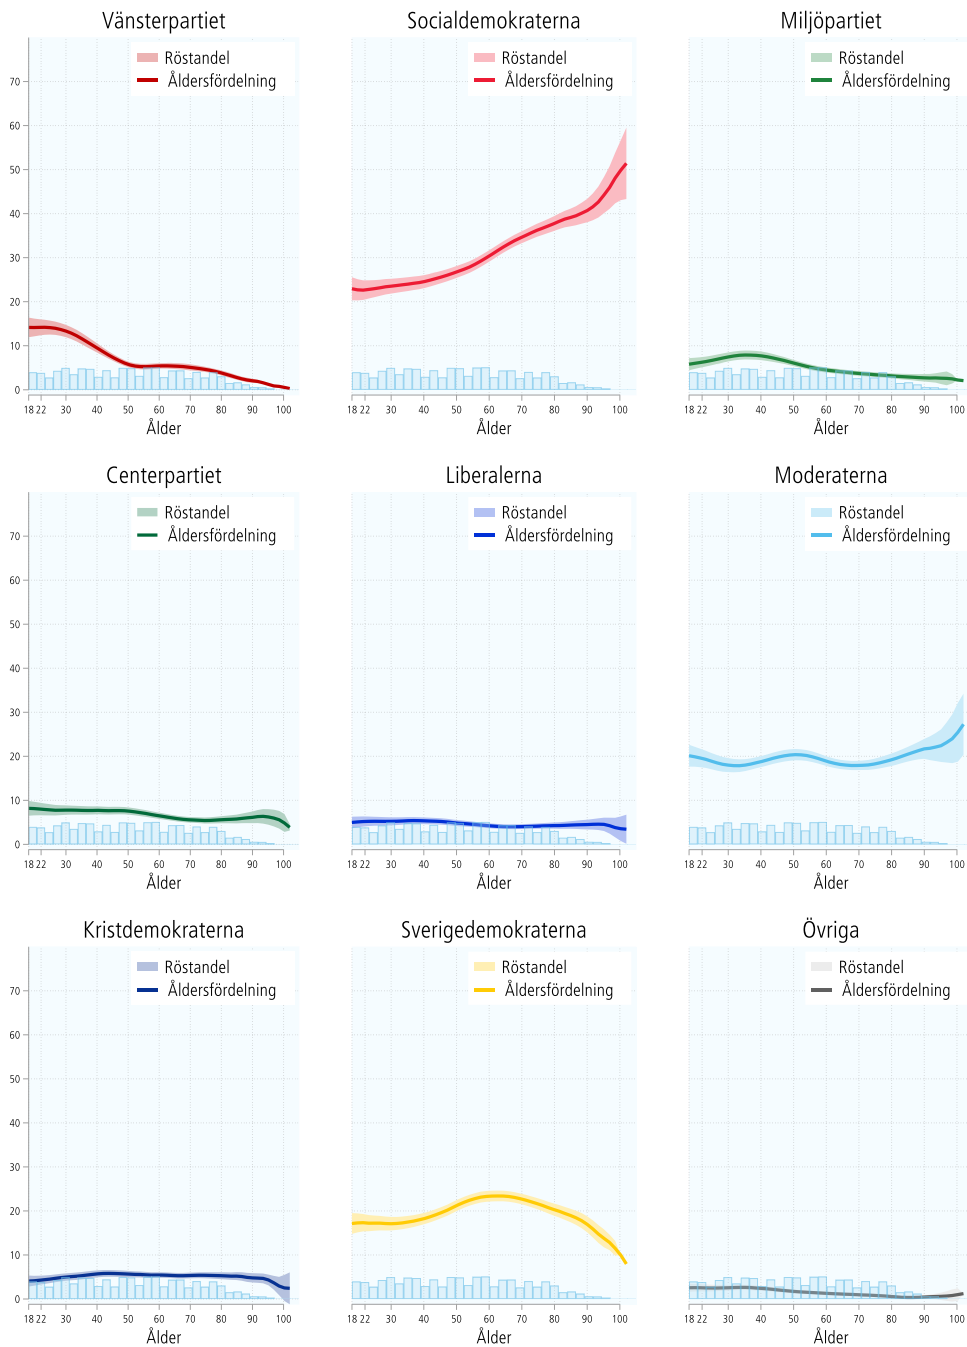 Vänsterpartiet Socialdemokraterna Miljöpartiet
Röstandel Röstandel Röstandel
Åldersfördelning Åldersfördelning Åldersfördelning
70
60
50
40
30
20
10
0
18 22 30 40 50 60 70 80 90 100 18 22 30 40 50 60 70 80 90 100 18 22 30 40 50 60 70 80 90 100
Ålder Ålder Ålder
Centerpartiet Liberalerna Moderaterna
Röstandel Röstandel Röstandel
Åldersfördelning Åldersfördelning Åldersfördelning
70
60
50
40
30
20
10
0
18 22 30 40 50 60 70 80 90 100 18 22 30 40 50 60 70 80 90 100 18 22 30 40 50 60 70 80 90 100
Ålder Ålder Ålder
Kristdemokraterna Sverigedemokraterna Övriga
Röstandel Röstandel Röstandel
Åldersfördelning Åldersfördelning Åldersfördelning
70
60
50
40
30
20
10
0
18 22 30 40 50 60 70 80 90 100 18 22 30 40 50 60 70 80 90 100 18 22 30 40 50 60 70 80 90 100
Ålder Ålder Ålder